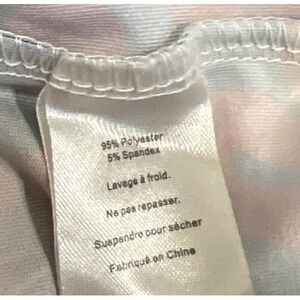 95% Polyester
5% Spandex
Lavage à froid.
Ne pas repasser.
Suspendre pour sécher
Fabriqué en Chine